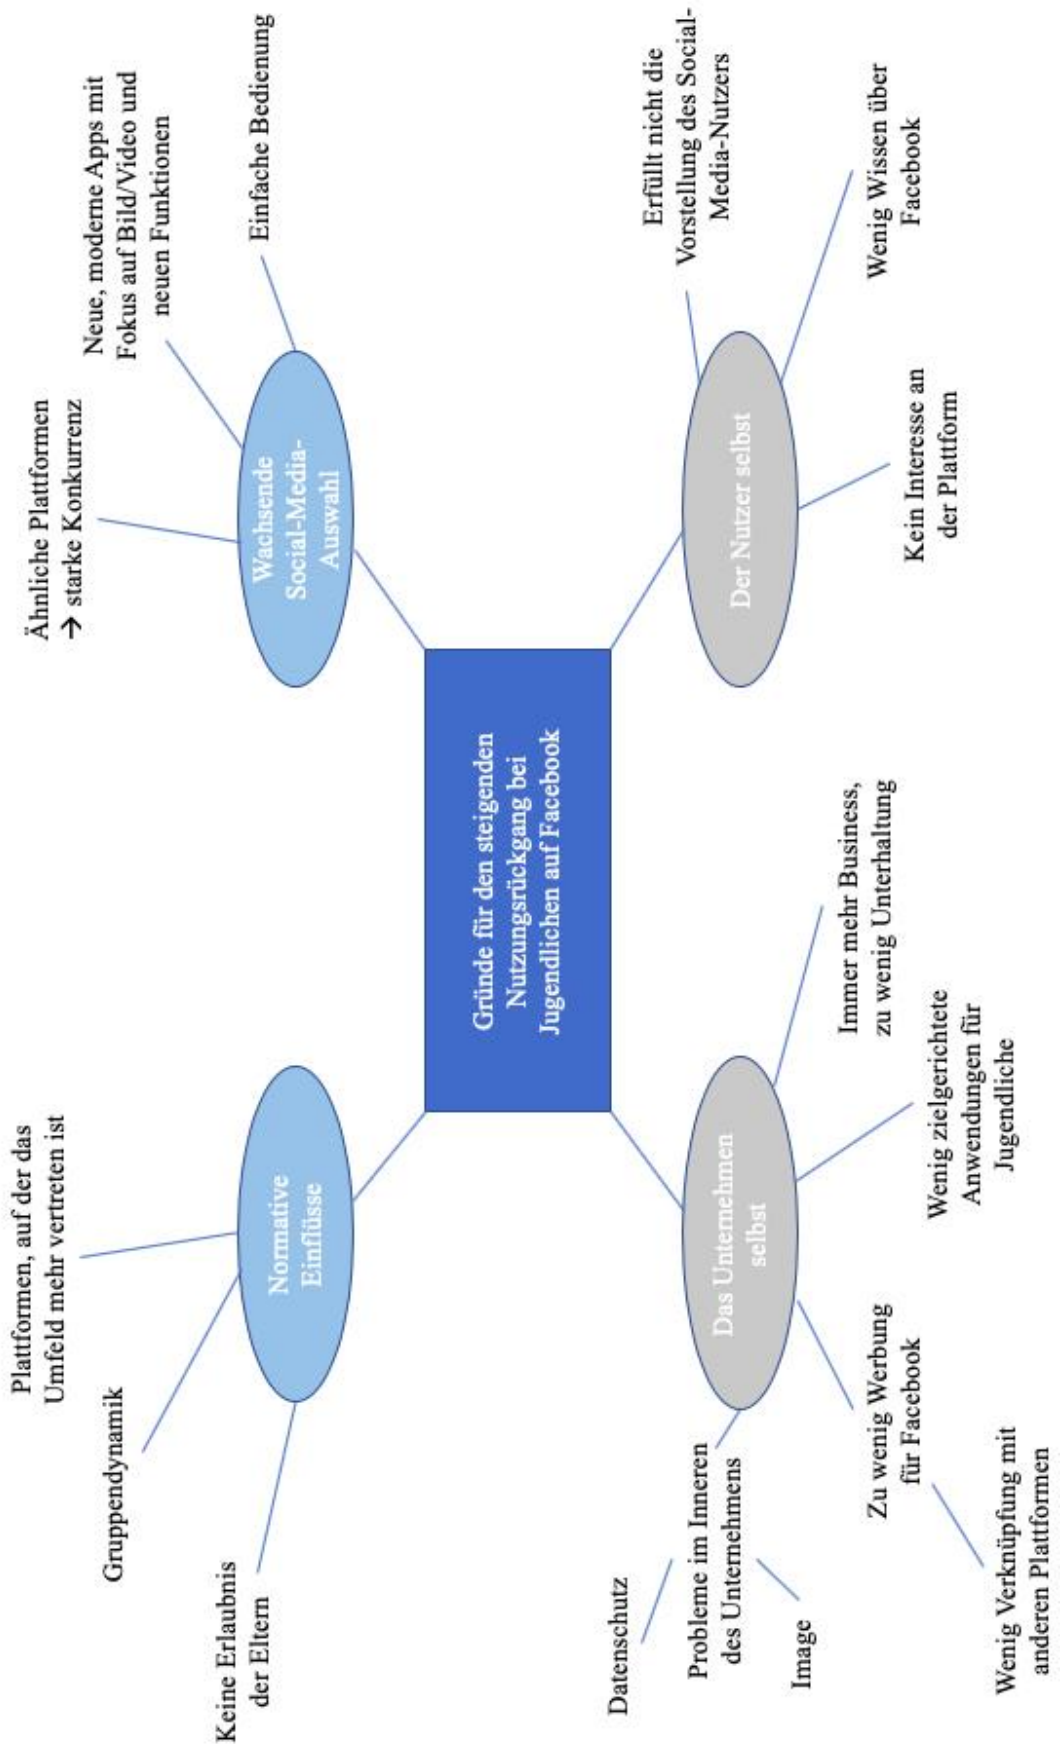 Plattformen, auf der das
Umfeld mehr vertreten ist
Gruppendynamik
Keine Erlaubnis
der Eltern
Normative
Einflüsse
Ähnliche Plattformen
→ starke Konkurrenz
Neue, moderne Apps mit
Fokus auf Bild/Video und
neuen Funktionen
Einfache Bedienung
Wachsende
Social-Media-
Auswahl
Gründe für den steigenden
Nutzungsrückgang bei
Jugendlichen auf Facebook
Das Unternehmen
selbst
Datenschutz
Probleme im Inneren
des Unternehmens
Image
Zu wenig Werbung
für Facebook
Wenig Verknüpfung mit
anderen Plattformen
Wenig zielgerichtete
Anwendungen für
Jugendliche
Immer mehr Business,
zu wenig Unterhaltung
Der Nutzer selbst
Erfüllt nicht die
Vorstellung des Social-
Media-Nutzers
Wenig Wissen über
Facebook
Kein Interesse an
der Plattform